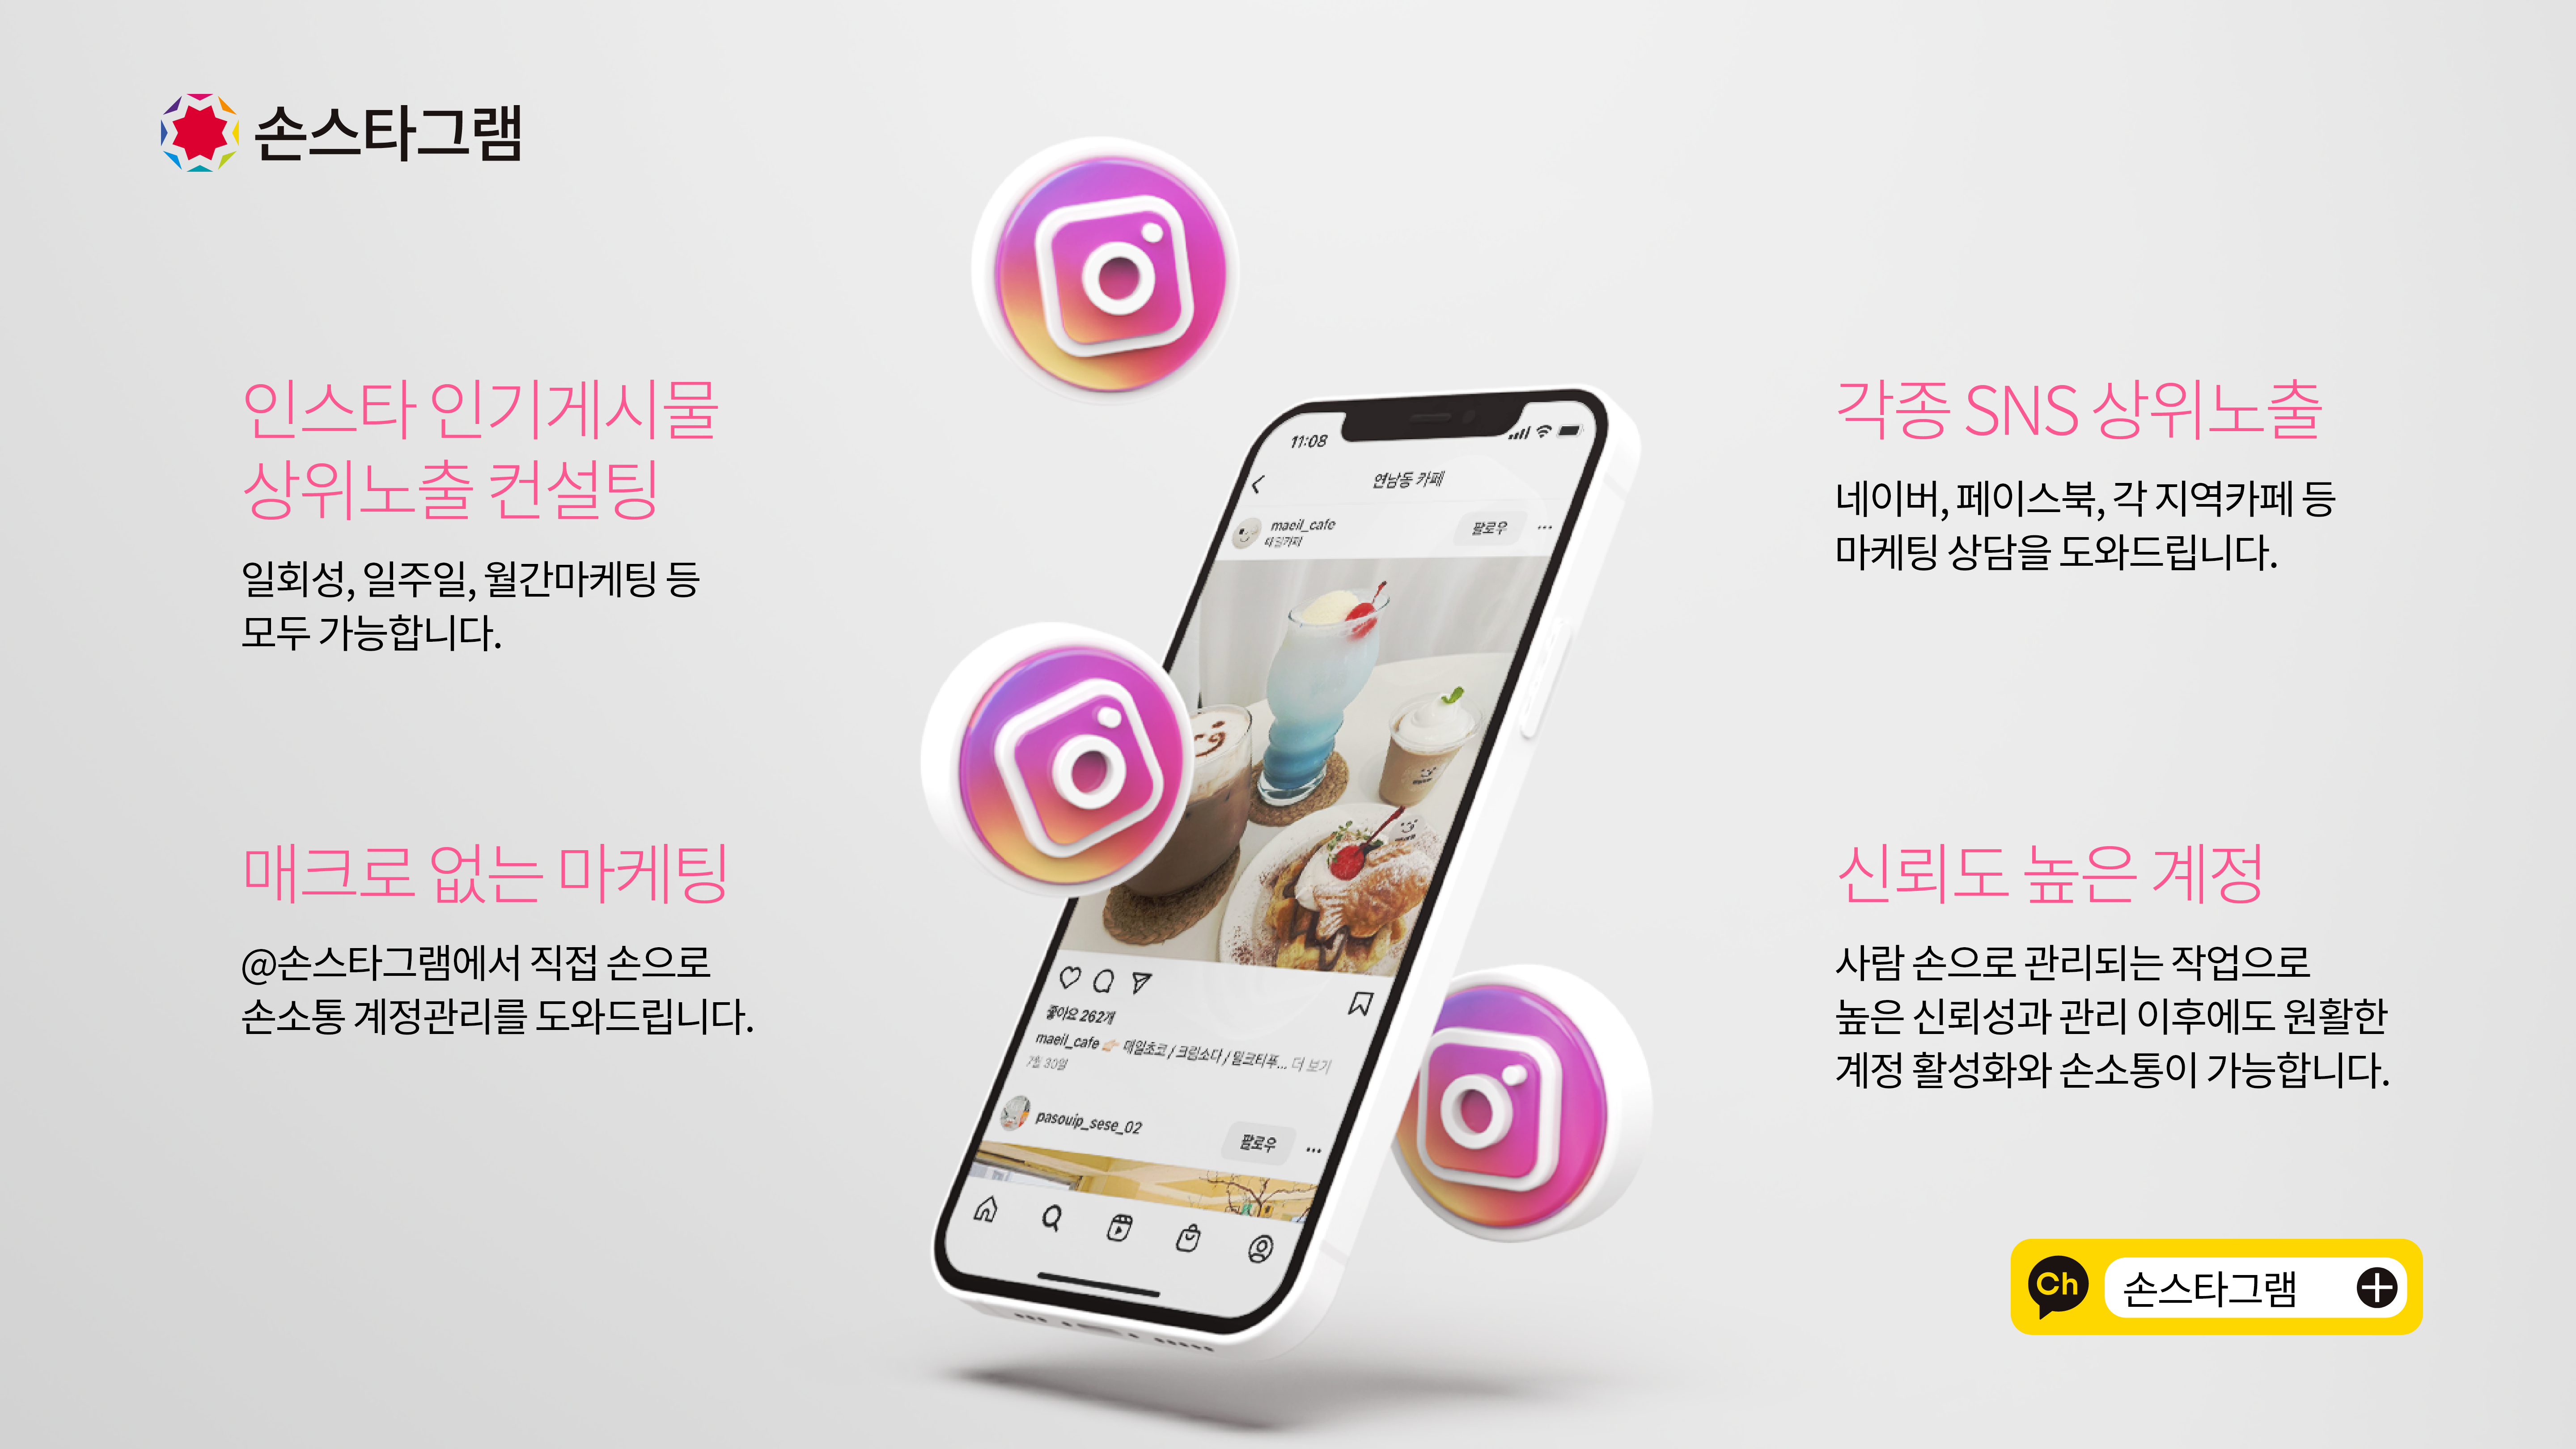 손스타그램
인스타 인기게시물
상위노출 컨설팅
일회성, 일주일, 월간마케팅 등
모두 가능합니다.
매크로 없는 마케팅
@손스타그램에서 직접 손으로
손소통 계정관리를 도와드립니다.
11:08
연남동 카페
maeil_cafe
팔로우
좋아요 262개
maeil_cafe 👉🏻 매일초코 / 크림소다 / 밀크티푸... 더 보기
7월 30일
pasouip_sese_02
팔로우
각종 SNS 상위노출
네이버, 페이스북, 각 지역카페 등
마케팅 상담을 도와드립니다.
신뢰도 높은 계정
사람 손으로 관리되는 작업으로
높은 신뢰성과 관리 이후에도 원활한
계정 활성화와 손소통이 가능합니다.
Ch 손스타그램